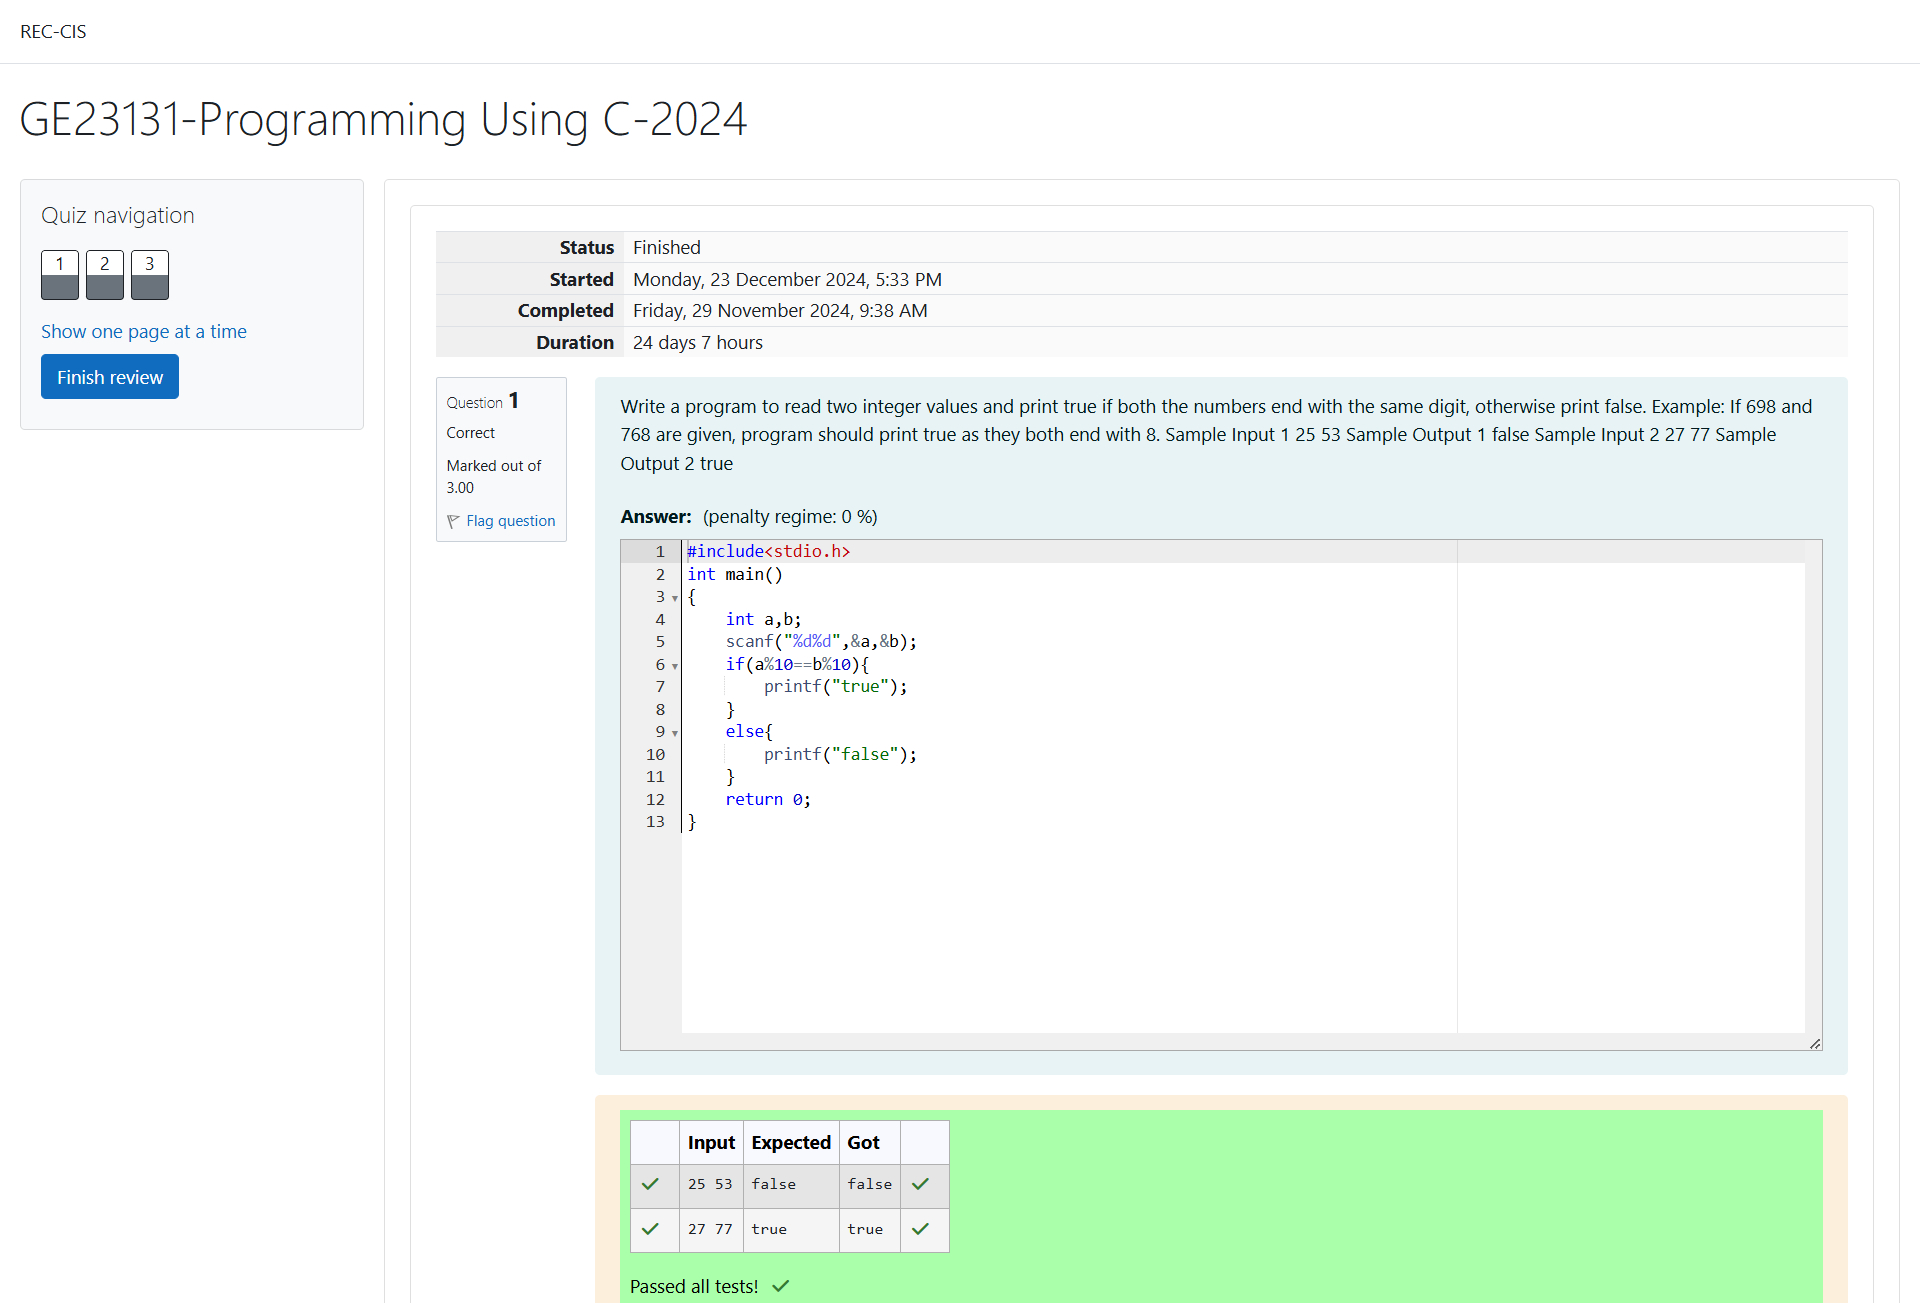 REC-CIS
GE23131-Programming Using C-2024
Quiz navigation
1 2 3
Show one page at a time
Finish review
Status Finished
Started Monday, 23 December 2024, 5:33 PM
Completed Friday, 29 November 2024, 9:38 AM
Duration 24 days 7 hours
Question 1
Correct
Marked out of
3.00
Flag question
Write a program to read two integer values and print true if both the numbers end with the same digit, otherwise print false. Example: If 698 and
768 are given, program should print true as they both end with 8. Sample Input 1 25 53 Sample Output 1 false Sample Input 2 27 77 Sample
Output 2 true
Answer: (penalty regime: 0 %)
1 #include<stdio.h>
2 int main()
3 {
4     int a,b;
5     scanf("%d%d",&a,&b);
6     if(a%10==b%10){
7         printf("true");
8     }
9     else{
10         printf("false");
11     }
12     return 0;
13 }
Input Expected Got
25 53 false false
27 77 true true
Passed all tests!